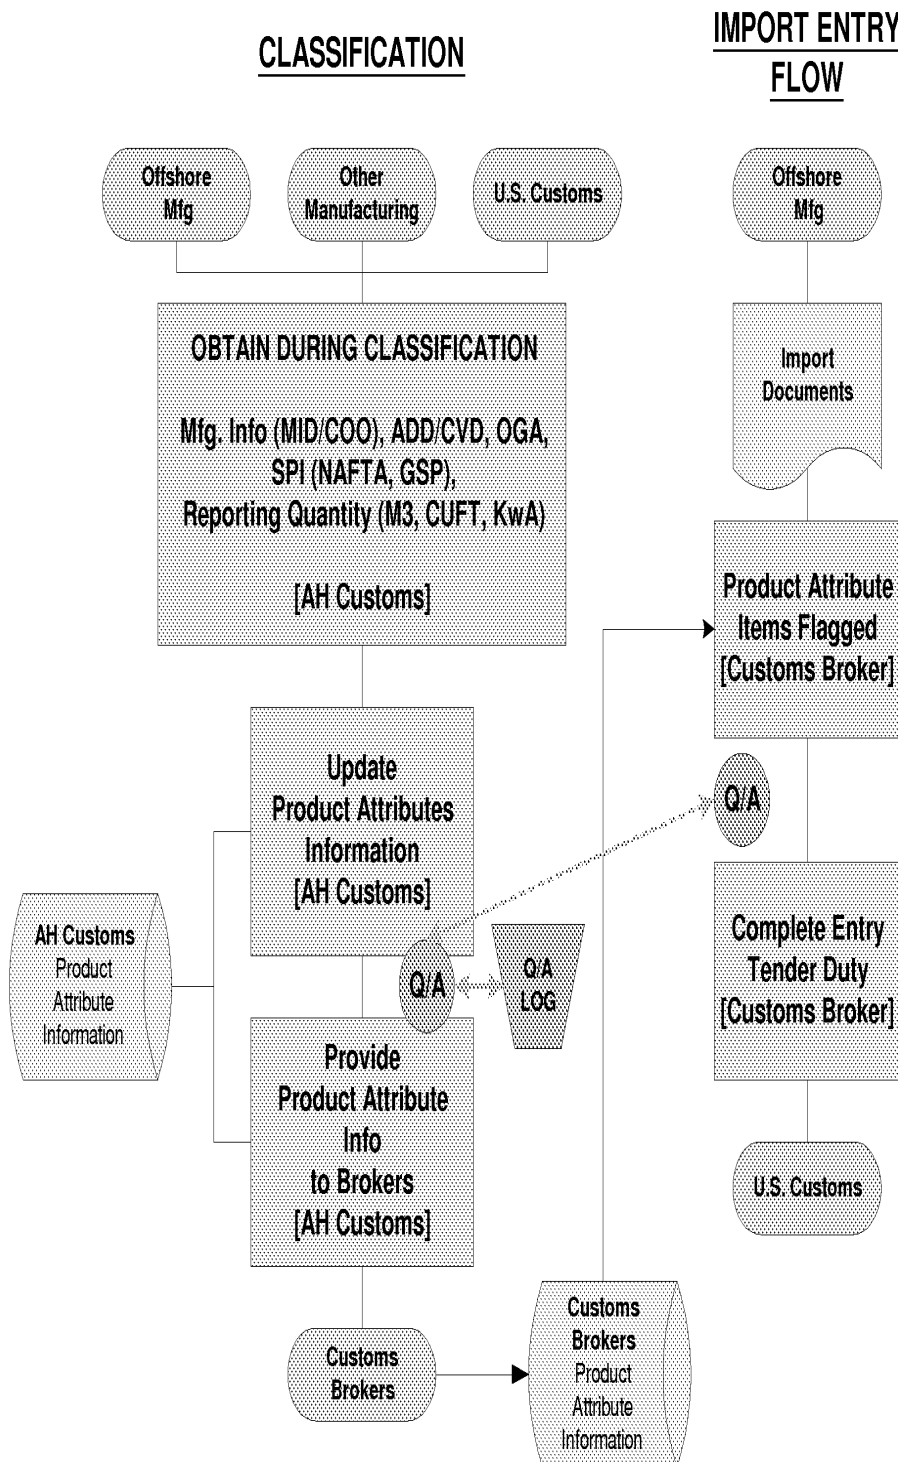 CLASSIFICATION
IMPORT ENTRY
FLOW
Offshore
Mfg
Other
Manufacturing
U.S. Customs
Offshore
Mfg
OBTAIN DURING CLASSIFICATION
Mfg. Info (MID/COO), ADD/CVD, OGA,
SPI (NAFTA, GSP),
Reporting Quantity (M3, CUFT, KwA)
[AH Customs]
Import
Documents
Product Attribute
Items Flagged
[Customs Broker]
Update
Product Attributes
Information
[AH Customs]
Q/A
AH Customs
Product
Attribute
Information
Q/A
Q/A
LOG
Complete Entry
Tender Duty
[Customs Broker]
Provide
Product Attribute
Info
to Brokers
[AH Customs]
U.S. Customs
Customs
Brokers
Customs
Brokers
Product
Attribute
Information